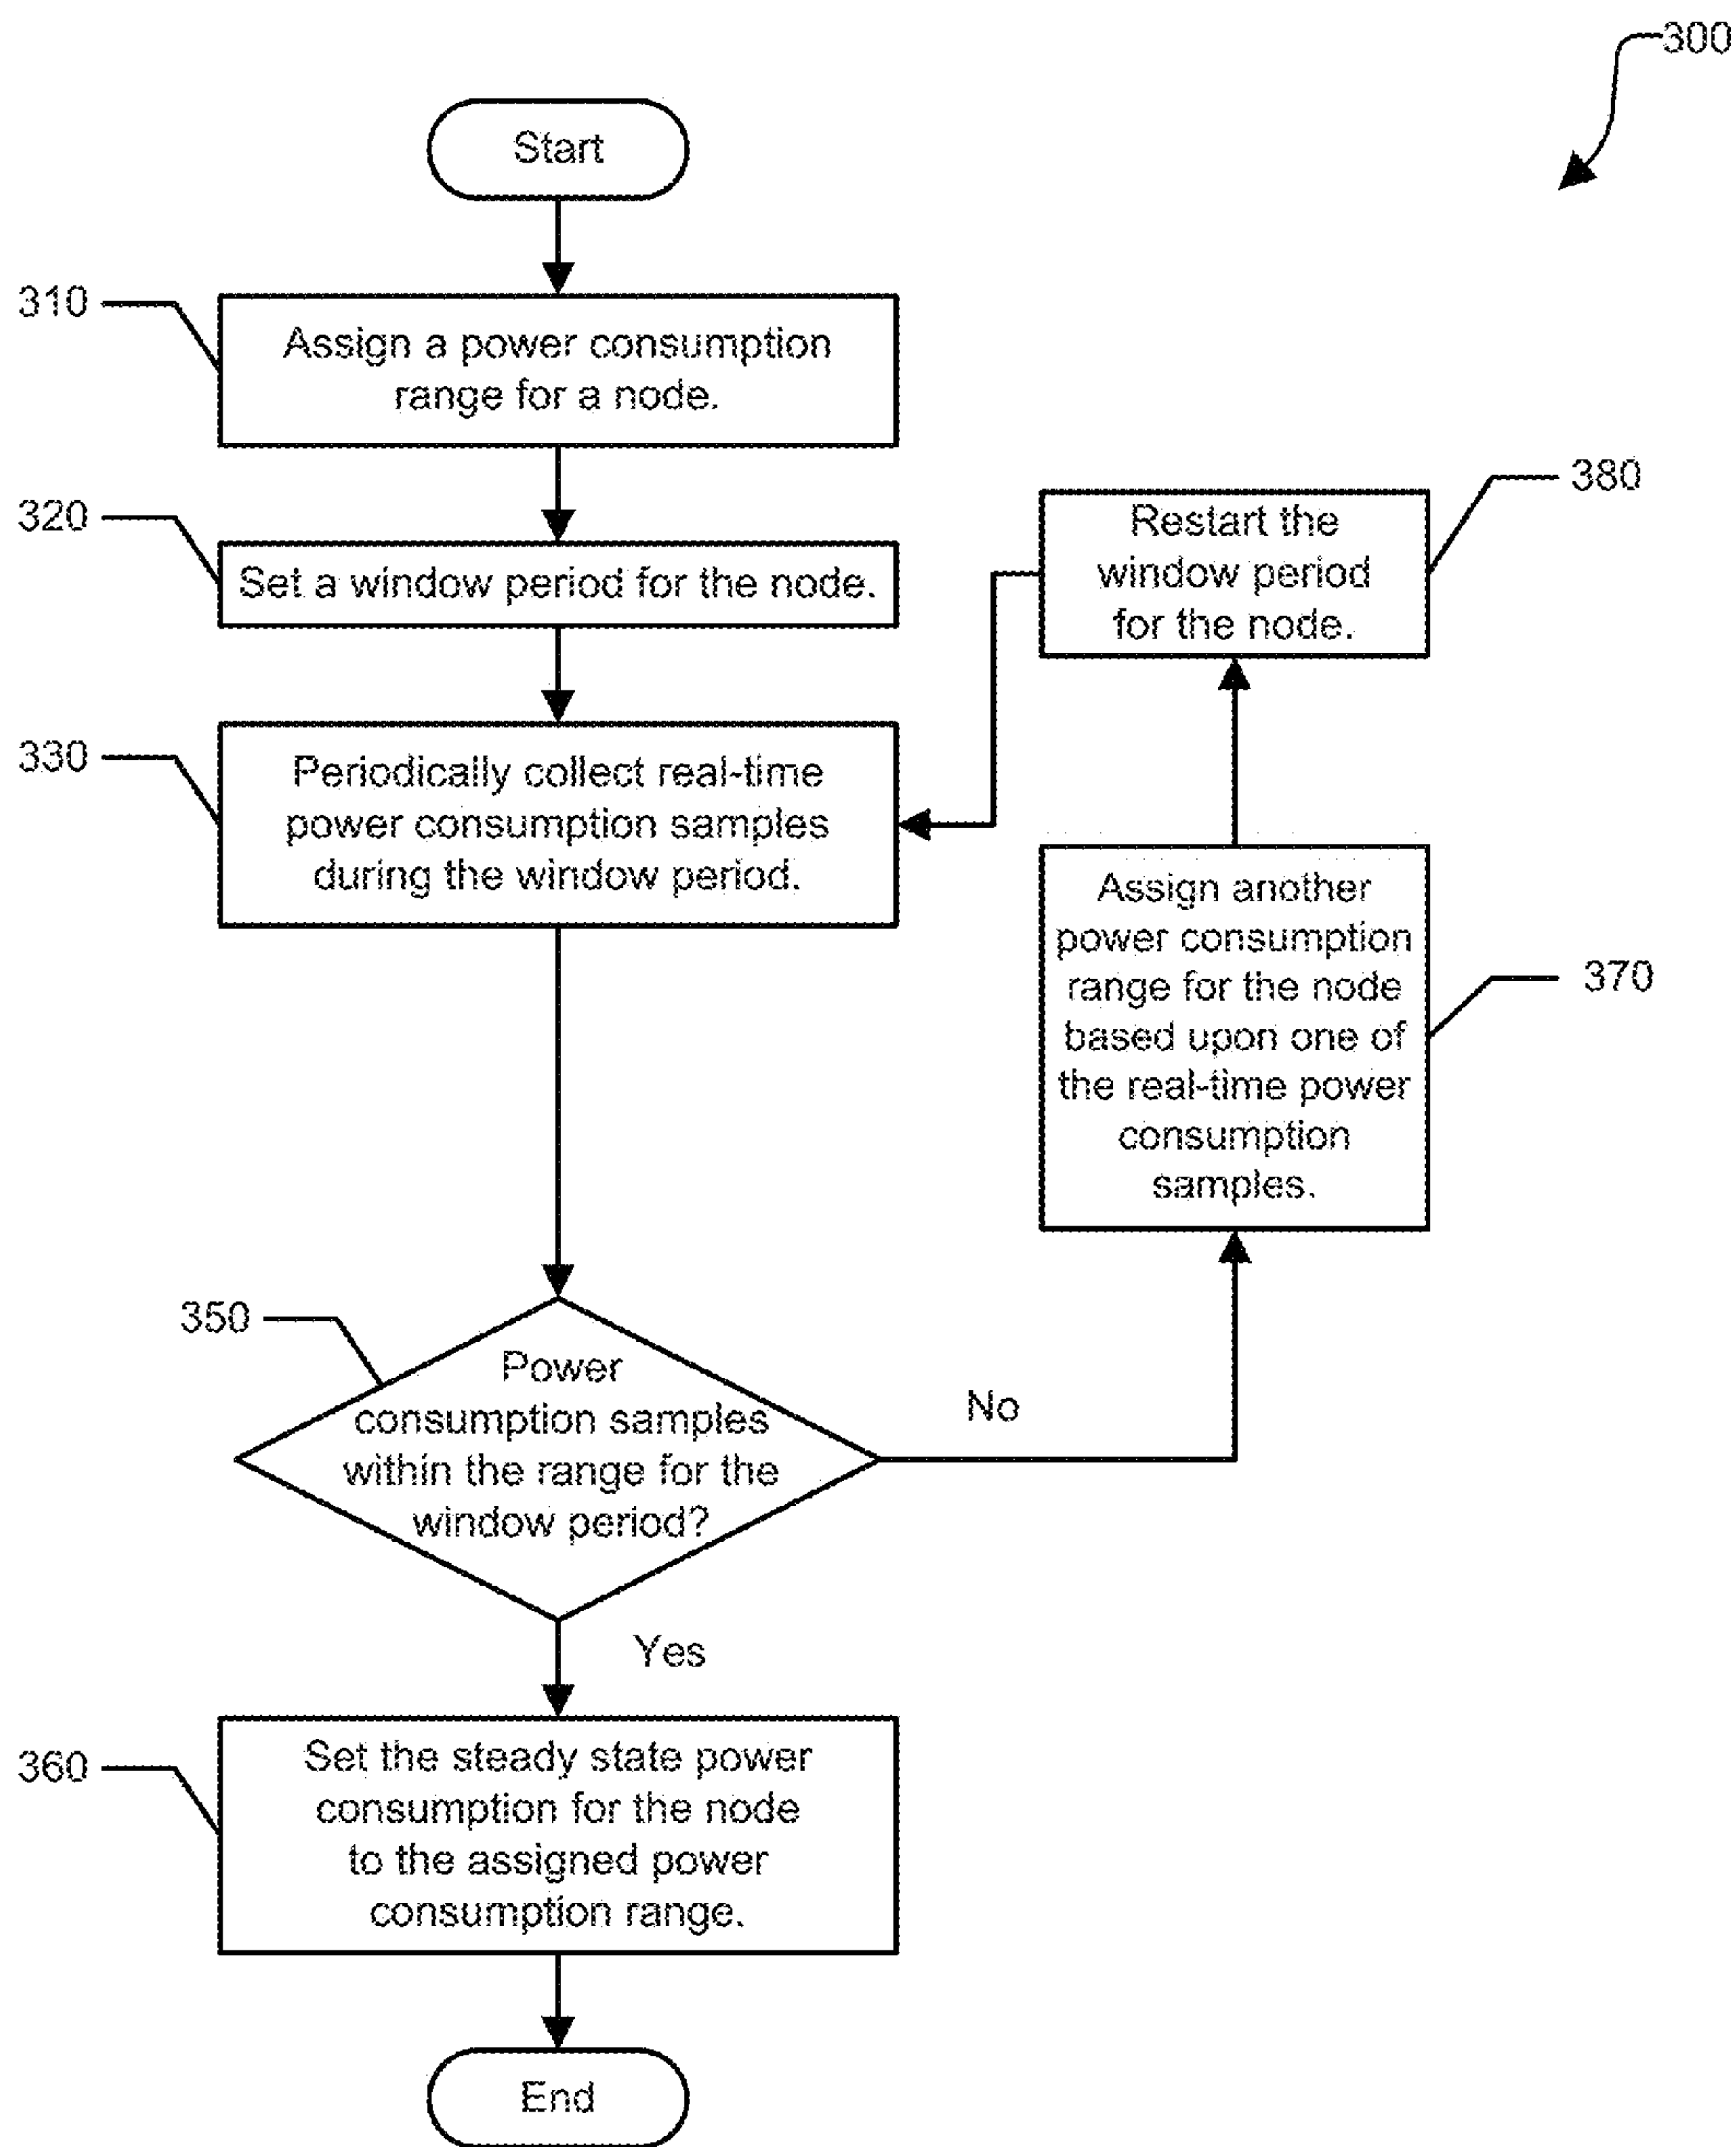 300
Start
310
Assign a power consumption
range for a node.
320
Set a window period for the node.
380
Restart the
window period
for the node.
330
Periodically collect real-time
power consumption samples
during the window period.
Assign another
power consumption
range for the node
based upon one of
the real-time power
consumption
samples.
370
350
Power
consumption samples
within the range for the
window period?
No
Yes
360
Set the steady state power
consumption for the node
to the assigned power
consumption range.
End